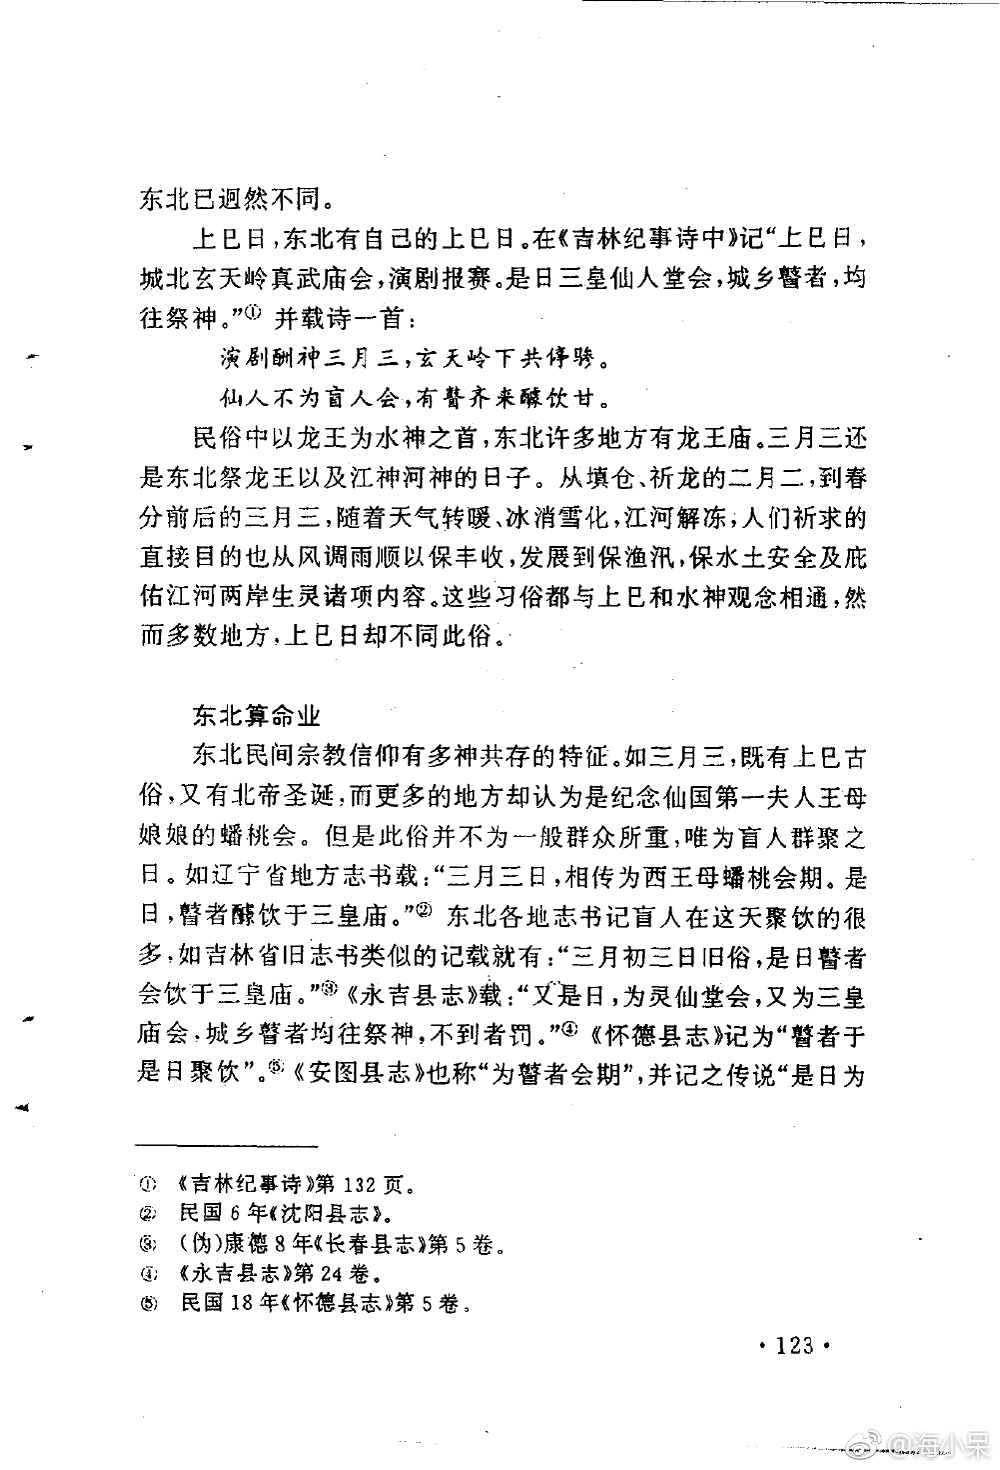 东北已迥然不同。
上巳日,东北有自己的上巳日。在《吉林纪事诗中》记“上巳日,
城北玄天岭真武庙会,演剧报赛。是日三皇仙人堂会,城乡瞽者,均
往祭神。”① 并载诗一首:
演剧酬神三月三,玄天岭下共停骖。
仙人不为盲人会,有瞽齐来醵饮甘。
民俗中以龙王为水神之首,东北许多地方有龙王庙。三月三还
是东北祭龙王以及江神河神的日子。从填仓、祈龙的二月二,到春
分前后的三月三,随着天气转暖、冰消雪化,江河解冻,人们祈求的
直接目的也从风调雨顺以保丰收,发展到保渔汛,保水土安全及庇
佑江河两岸生灵诸项内容。这些习俗都与上巳和水神观念相通,然
而多数地方,上巳日却不同此俗。
东北算命业
东北民间宗教信仰有多神共存的特征。如三月三,既有上巳古
俗,又有北帝圣诞,而更多的地方却认为是纪念仙国第一夫人王母
娘娘的蟠桃会。但是此俗并不为一般群众所重,唯为盲人群聚之
日。如辽宁省地方志书载:“三月三日,相传为西王母蟠桃会期。是
日,瞽者醵饮于三皇庙。”② 东北各地志书记盲人在这天聚饮的很
多,如吉林省旧志书类似的记载就有:“三月初三日旧俗,是日瞽者
会饮于三皇庙。”③《永吉县志》载:“又是日,为灵仙堂会,又为三皇
庙会,城乡瞽者均往祭神,不到者罚。”④《怀德县志》记为“瞽者于
是日聚饮”。⑤《安图县志》也称“为瞽者会期”,并记之传说“是日为
① 《吉林纪事诗》第 132 页。
② 民国 6 年《沈阳县志》。
③ (伪)康德 8 年《长春县志》第 5 卷。
④ 《永吉县志》第 24 卷。
⑤ 民国 18 年《怀德县志》第 5 卷。
· 123 ·
@海小呆